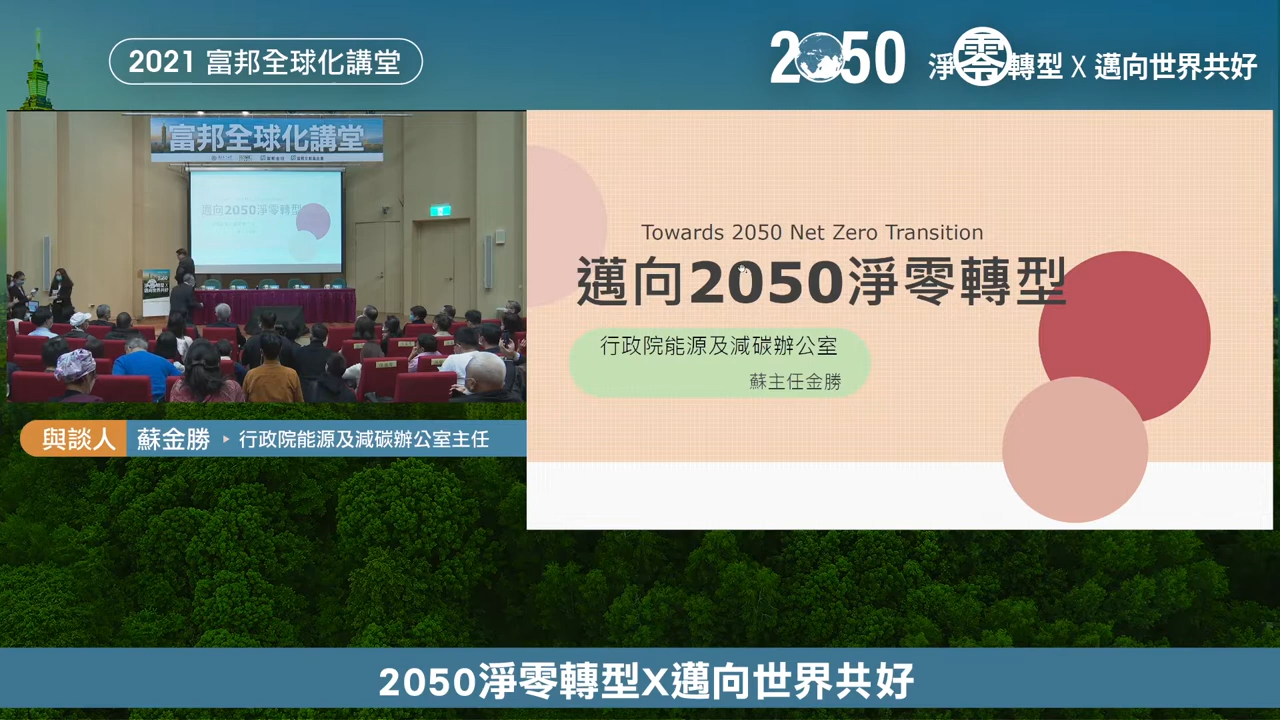 2021 富邦全球化講堂
2050 淨零轉型 X 邁向世界共好
富邦全球化講堂
邁向2050淨零轉型
Towards 2050 Net Zero Transition
邁向2050淨零轉型
行政院能源及減碳辦公室
蘇主任金勝
與談人 蘇金勝 ▸ 行政院能源及減碳辦公室主任
2050淨零轉型X邁向世界共好